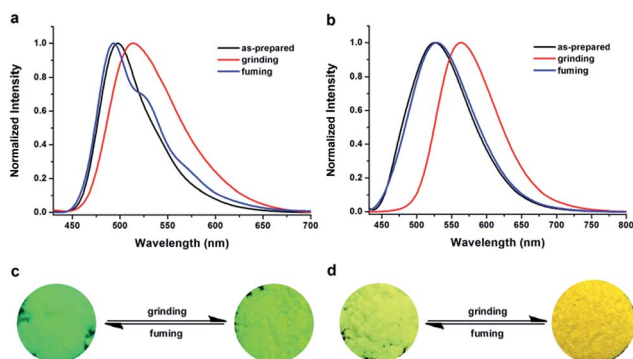 a
1.0
0.8
0.6
0.4
0.2
0.0
Normalized Intensity
as-prepared
grinding
fuming
450 500 550 600 650 700
Wavelength (nm)
b
1.0
0.8
0.6
0.4
0.2
0.0
Normalized Intensity
as-prepared
grinding
fuming
450 500 550 600 650 700 750 800
Wavelength (nm)
c
grinding
fuming
d
grinding
fuming